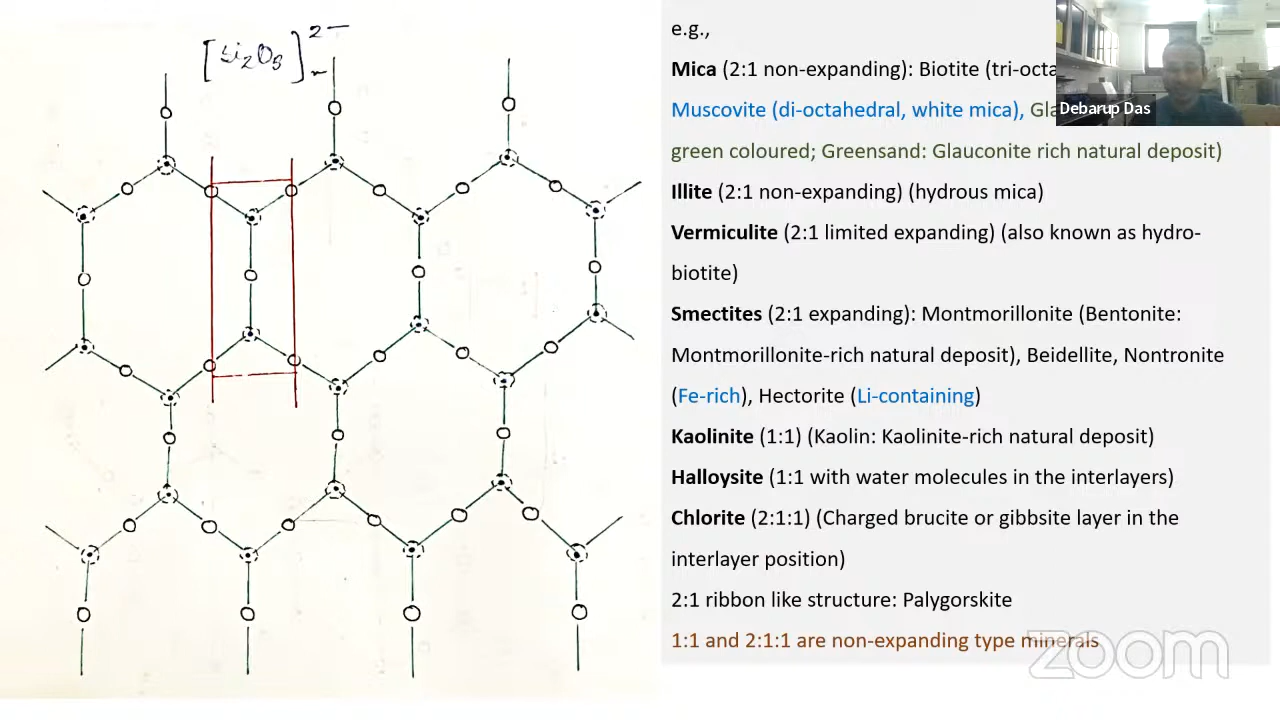 [Si₂O₅]ₙ²⁻
e.g.,
Mica (2:1 non-expanding): Biotite (tri-octa
Debarup Das
Muscovite (di-octahedral, white mica), Gla
green coloured; Greensand: Glauconite rich natural deposit)
Illite (2:1 non-expanding) (hydrous mica)
Vermiculite (2:1 limited expanding) (also known as hydro-
biotite)
Smectites (2:1 expanding): Montmorillonite (Bentonite:
Montmorillonite-rich natural deposit), Beidellite, Nontronite
(Fe-rich), Hectorite (Li-containing)
Kaolinite (1:1) (Kaolin: Kaolinite-rich natural deposit)
Halloysite (1:1 with water molecules in the interlayers)
Chlorite (2:1:1) (Charged brucite or gibbsite layer in the
interlayer position)
2:1 ribbon like structure: Palygorskite
1:1 and 2:1:1 are non-expanding type minerals
zoom